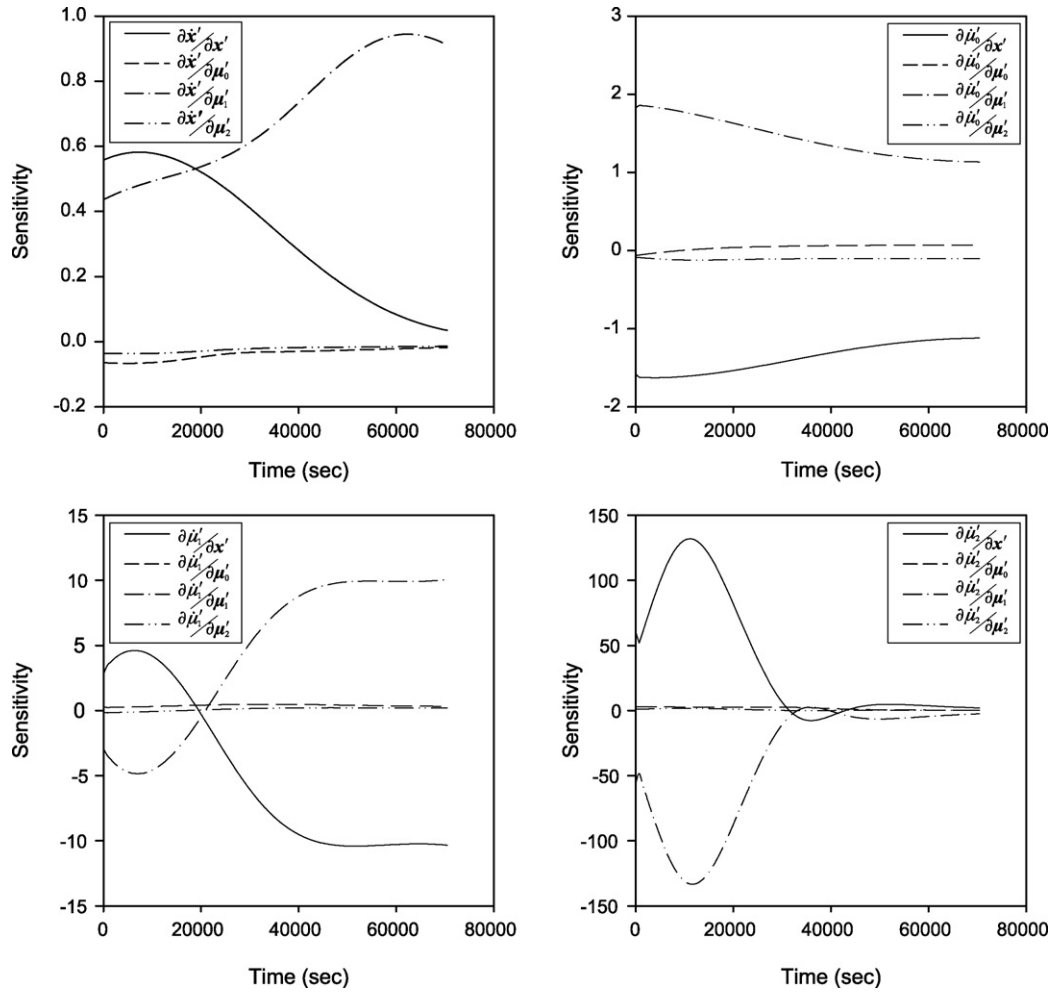 1.0
0.8
0.6
0.4
0.2
0.0
-0.2
Sensitivity
∂ẋ′/∂x′
∂ẋ′/∂μ′₀
∂ẋ′/∂μ′₁
∂ẋ′/∂μ′₂
0 20000 40000 60000 80000
Time (sec)
3
2
1
0
-1
-2
Sensitivity
∂μ̇′₀/∂x′
∂μ̇′₀/∂μ′₀
∂μ̇′₀/∂μ′₁
∂μ̇′₀/∂μ′₂
0 20000 40000 60000 80000
Time (sec)
15
10
5
0
-5
-10
-15
Sensitivity
∂μ̇′₁/∂x′
∂μ̇′₁/∂μ′₀
∂μ̇′₁/∂μ′₁
∂μ̇′₁/∂μ′₂
0 20000 40000 60000 80000
Time (sec)
150
100
50
0
-50
-100
-150
Sensitivity
∂μ̇′₂/∂x′
∂μ̇′₂/∂μ′₀
∂μ̇′₂/∂μ′₁
∂μ̇′₂/∂μ′₂
0 20000 40000 60000 80000
Time (sec)